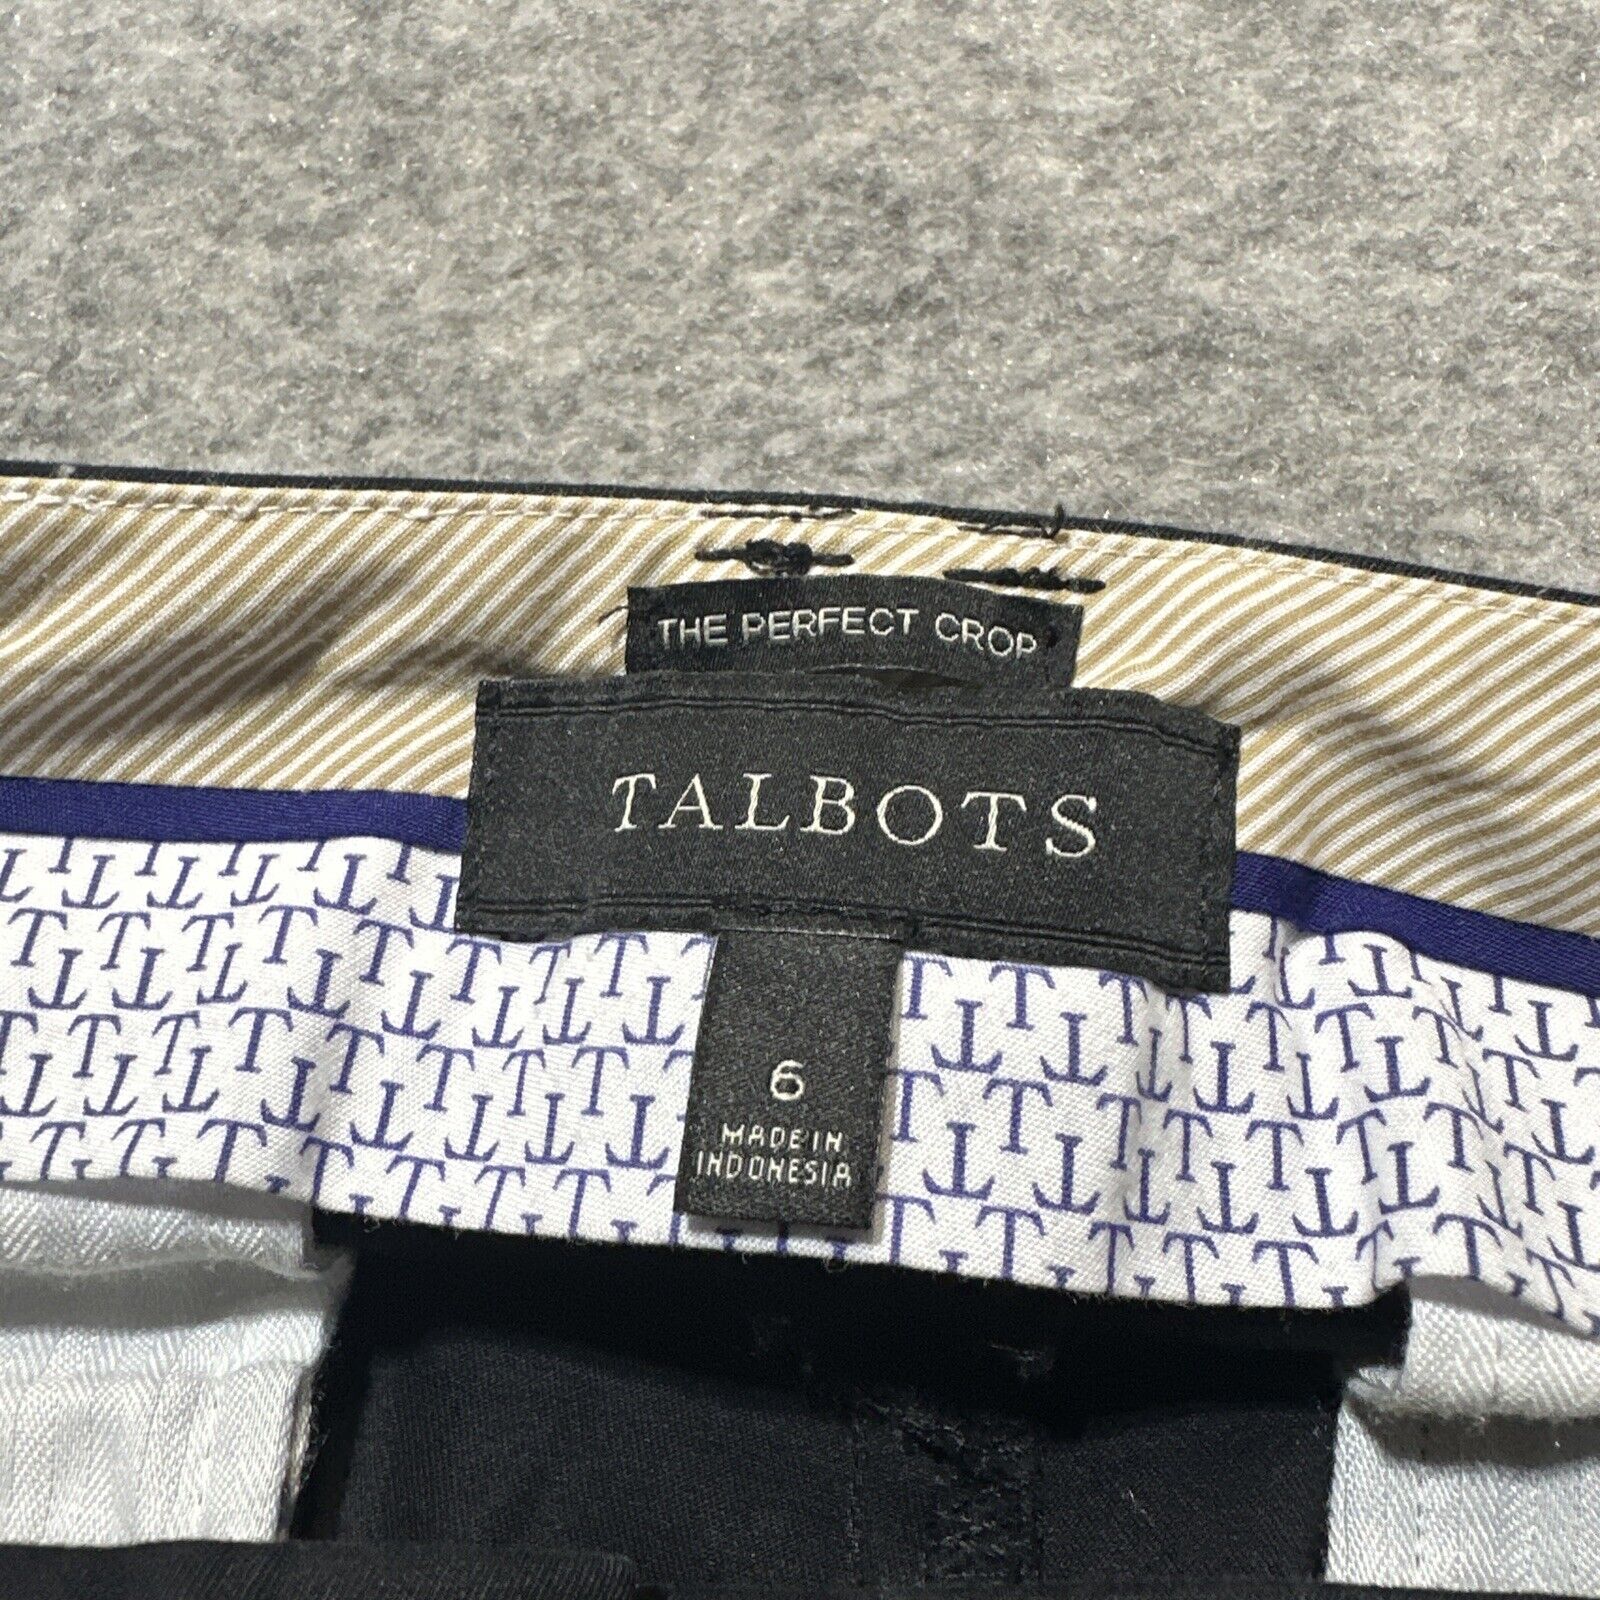 THE PERFECT CROP
TALBOTS
6
MADE IN
INDONESIA